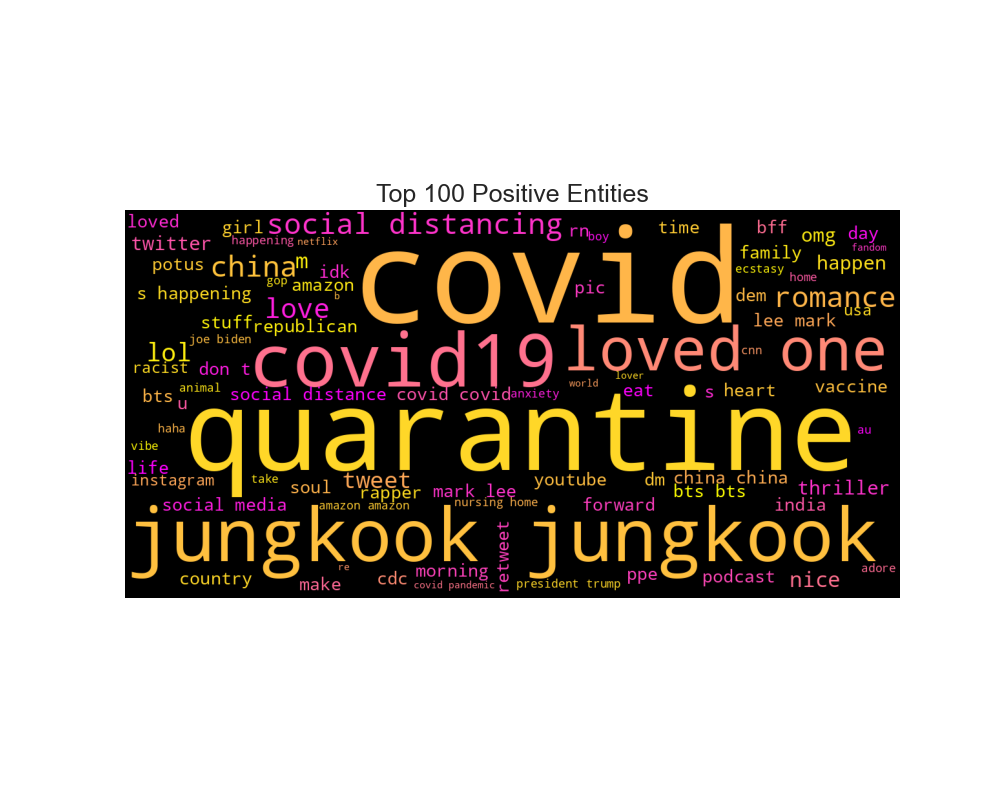 Top 100 Positive Entities
loved
girl
social distancing
rn
boy
time
bff
omg
day
twitter
happening
netflix
covid
family
fandom
potus
china
m
idk
ecstasy
happen
gop
amazon
pic
home
s happening
b
love
dem
romance
usa
stuff
republican
lee mark
joe biden
lol
covid19
loved one
cnn
racist
don t
world
lover
bts
animal
social distance
covid covid
anxiety
eat
s
heart
vaccine
u
quarantine
haha
au
vibe
life
instagram
take
soul
tweet
rapper
mark lee
youtube
dm
china china
bts bts
thriller
social media
amazon amazon
nursing home
forward
india
jungkook jungkook
retweet
re
country
make
cdc
morning
covid pandemic
president trump
ppe
podcast
nice
adore